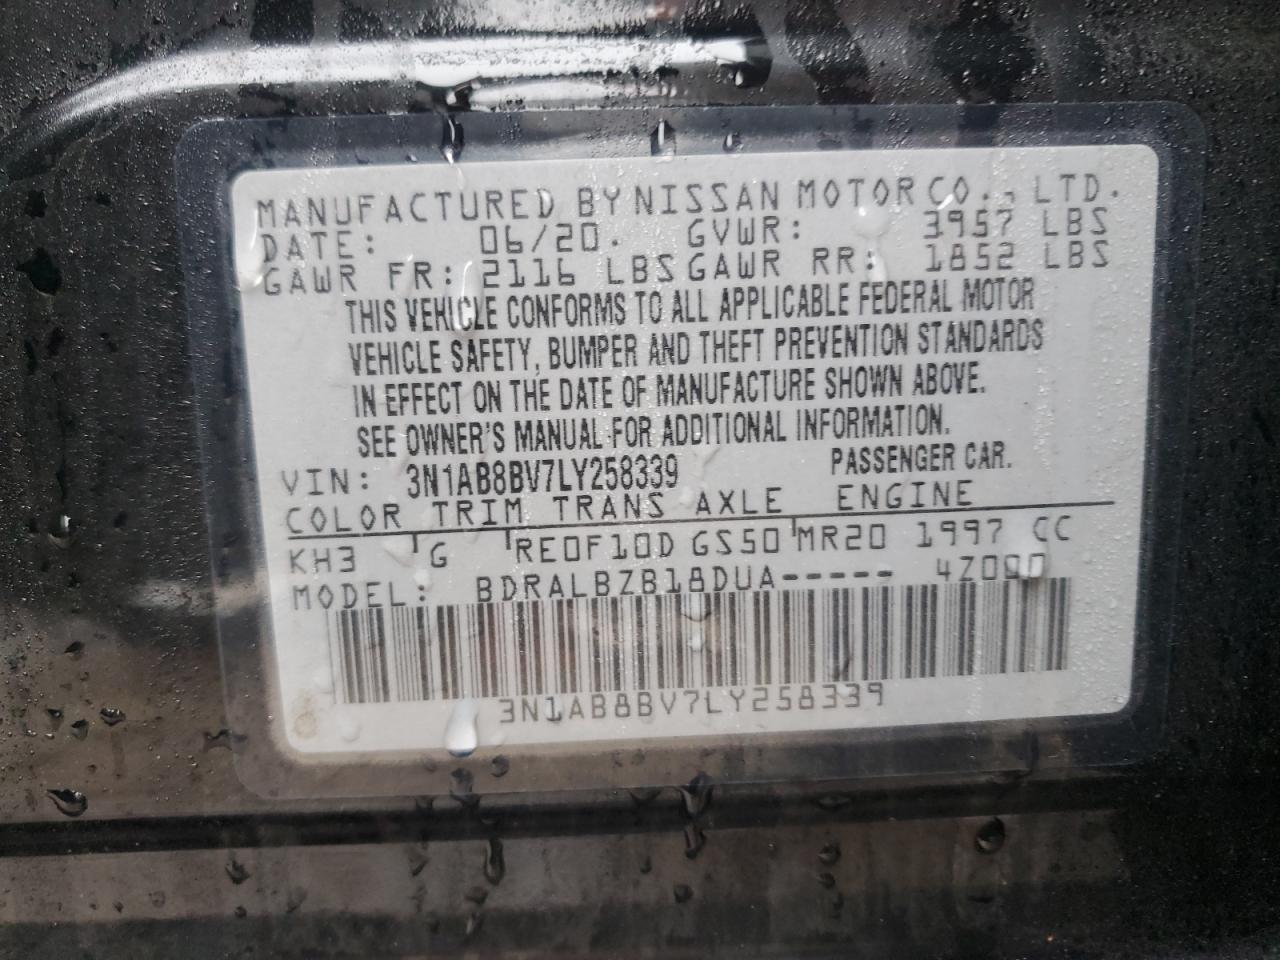 MANUFACTURED BY NISSAN MOTOR CO., LTD.
DATE: 06/20. GVWR: 3957 LBS
GAWR FR: 2116 LBS GAWR RR: 1852 LBS
THIS VEHICLE CONFORMS TO ALL APPLICABLE FEDERAL MOTOR
VEHICLE SAFETY, BUMPER AND THEFT PREVENTION STANDARDS
IN EFFECT ON THE DATE OF MANUFACTURE SHOWN ABOVE.
SEE OWNER'S MANUAL FOR ADDITIONAL INFORMATION.
VIN: 3N1AB8BV7LY258339 PASSENGER CAR.
COLOR TRIM TRANS AXLE ENGINE
KH3 G RE0F10D GS50 MR20 1997 CC
MODEL: BDRALBZB18DUA-----
3N1AB8BV7LY258339